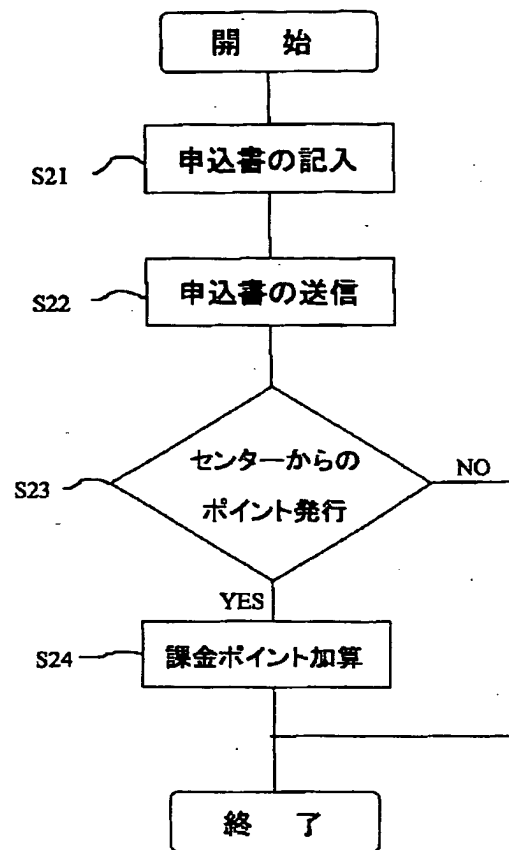 開 始
S21
申込書の記入
S22
申込書の送信
S23
センターからの
ポイント発行
NO
YES
S24
課金ポイント加算
終 了